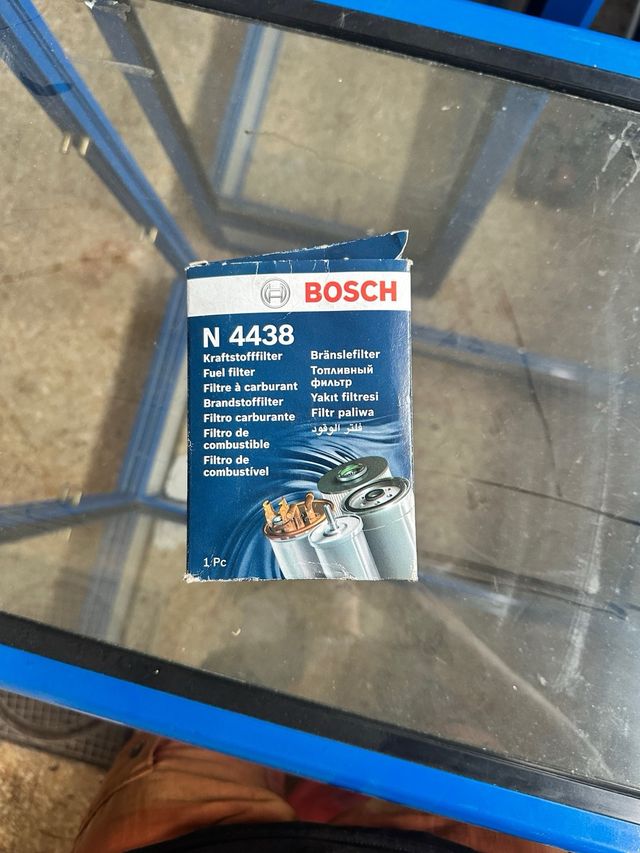 BOSCH
N 4438
Kraftstofffilter
Fuel filter
Filtre à carburant
Brandstoffilter
Filtro carburante
Filtro de
combustible
Filtro de
combustível
Bränslefilter
Топливный
фильтр
Yakıt filtresi
Filtr paliwa
فلتر الوقود
1 Pc